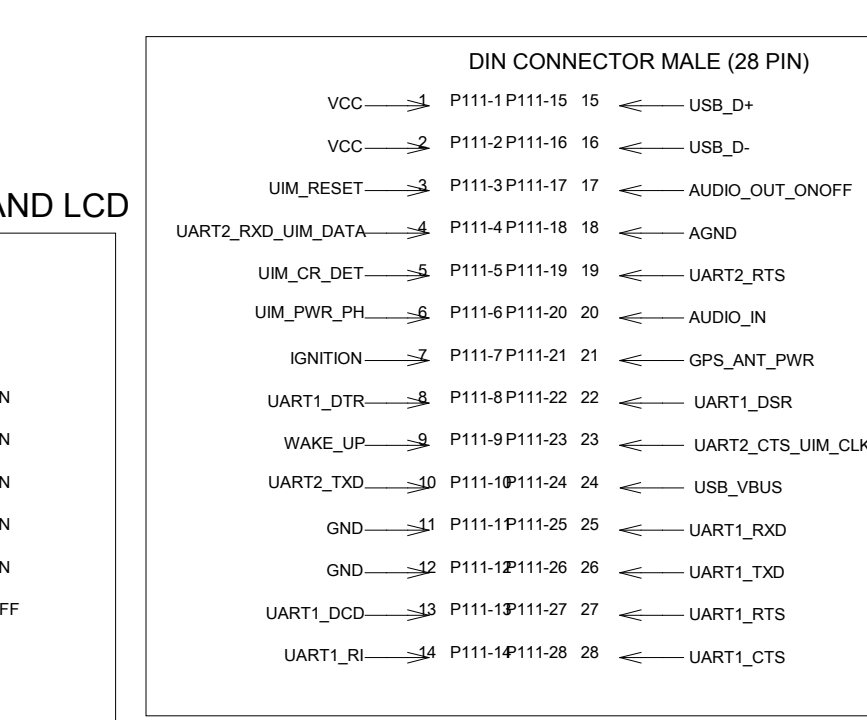 DIN CONNECTOR MALE (28 PIN)
VCC 1 P111-1 P111-15 15 USB_D+
VCC 2 P111-2 P111-16 16 USB_D-
UIM_RESET 3 P111-3 P111-17 17 AUDIO_OUT_ONOFF
AND LCD
UART2_RXD_UIM_DATA 4 P111-4 P111-18 18 AGND
UIM_CR_DET 5 P111-5 P111-19 19 UART2_RTS
UIM_PWR_PH 6 P111-6 P111-20 20 AUDIO_IN
IGNITION 7 P111-7 P111-21 21 GPS_ANT_PWR
N
UART1_DTR 8 P111-8 P111-22 22 UART1_DSR
N
WAKE_UP 9 P111-9 P111-23 23 UART2_CTS_UIM_CLK
N
UART2_TXD 10 P111-10 P111-24 24 USB_VBUS
N
GND 11 P111-11 P111-25 25 UART1_RXD
N
GND 12 P111-12 P111-26 26 UART1_TXD
FF
UART1_DCD 13 P111-13 P111-27 27 UART1_RTS
UART1_RI 14 P111-14 P111-28 28 UART1_CTS